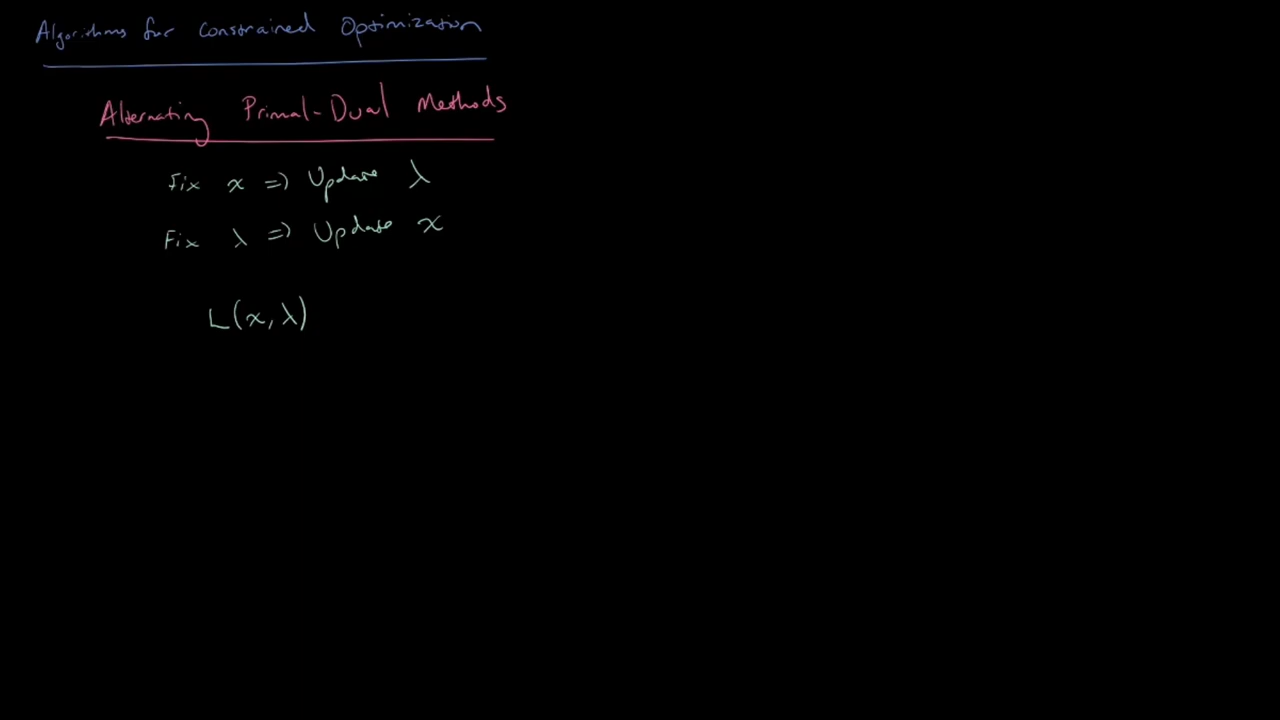 Algorithms for Constrained Optimization
Alternating Primal-Dual Methods
Fix x => Update λ
Fix λ => Update x
L(x, λ)